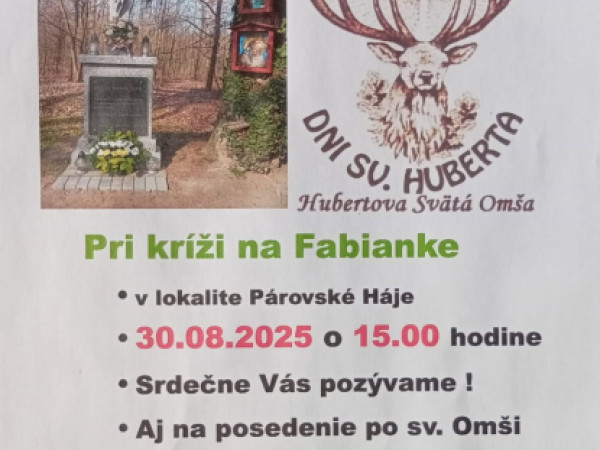 DNI SV. HUBERTA
Hubertova Svätá Omša
Pri kríži na Fabianke
• v lokalite Párovské Háje
• 30.08.2025 o 15.00 hodine
• Srdečne Vás pozývame !
• Aj na posedenie po sv. Omši